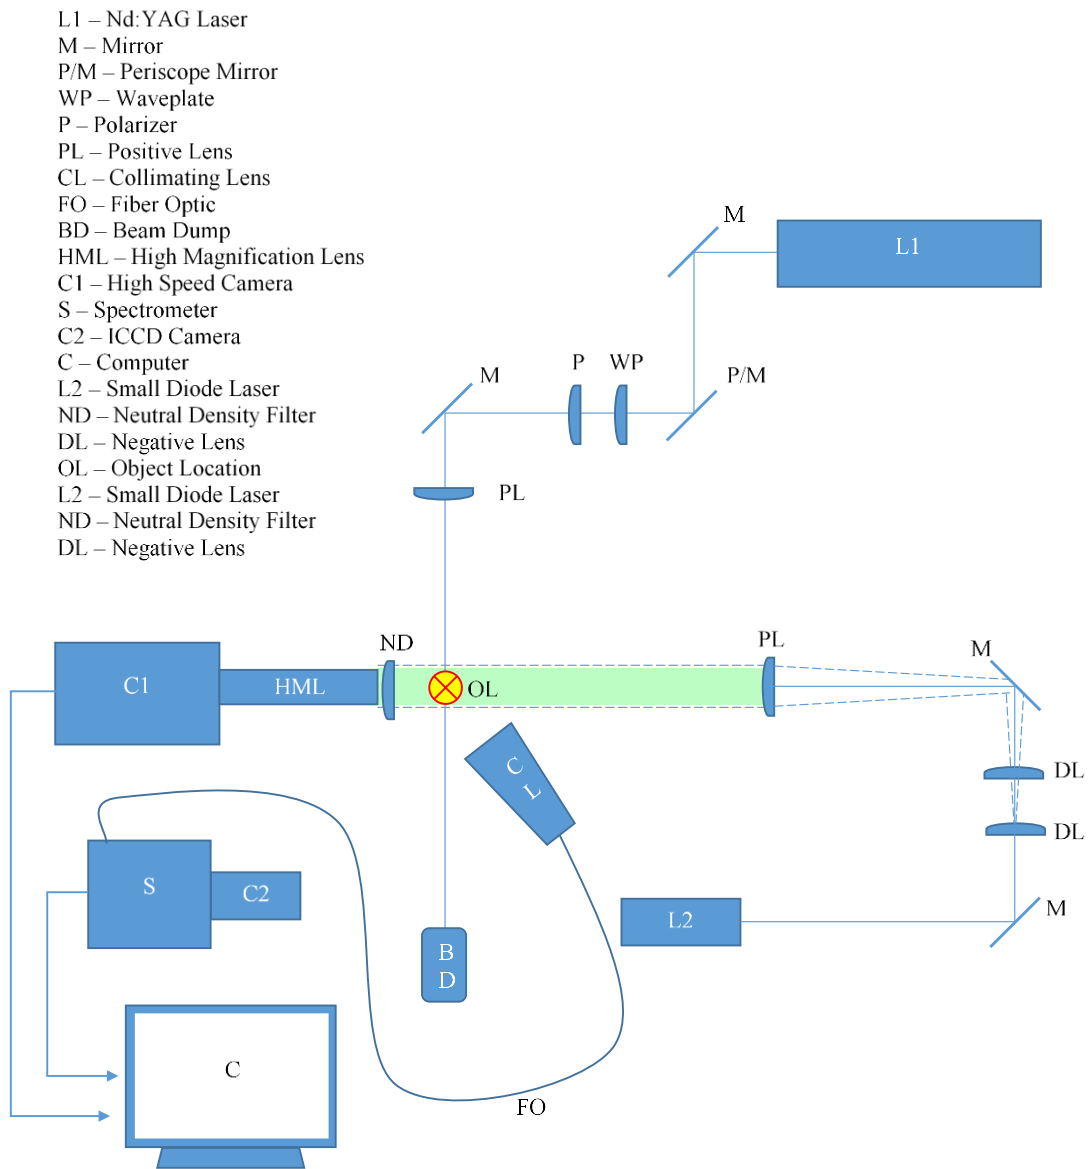 L1 – Nd:YAG Laser
M – Mirror
P/M – Periscope Mirror
WP – Waveplate
P – Polarizer
PL – Positive Lens
CL – Collimating Lens
FO – Fiber Optic
BD – Beam Dump
HML – High Magnification Lens
C1 – High Speed Camera
S – Spectrometer
C2 – ICCD Camera
C – Computer
L2 – Small Diode Laser
ND – Neutral Density Filter
DL – Negative Lens
OL – Object Location
L2 – Small Diode Laser
ND – Neutral Density Filter
DL – Negative Lens
M
L1
P
WP
M
P/M
PL
ND
PL
M
C1
HML
OL
C
L
DL
DL
S
C2
L2
M
B
D
C
FO